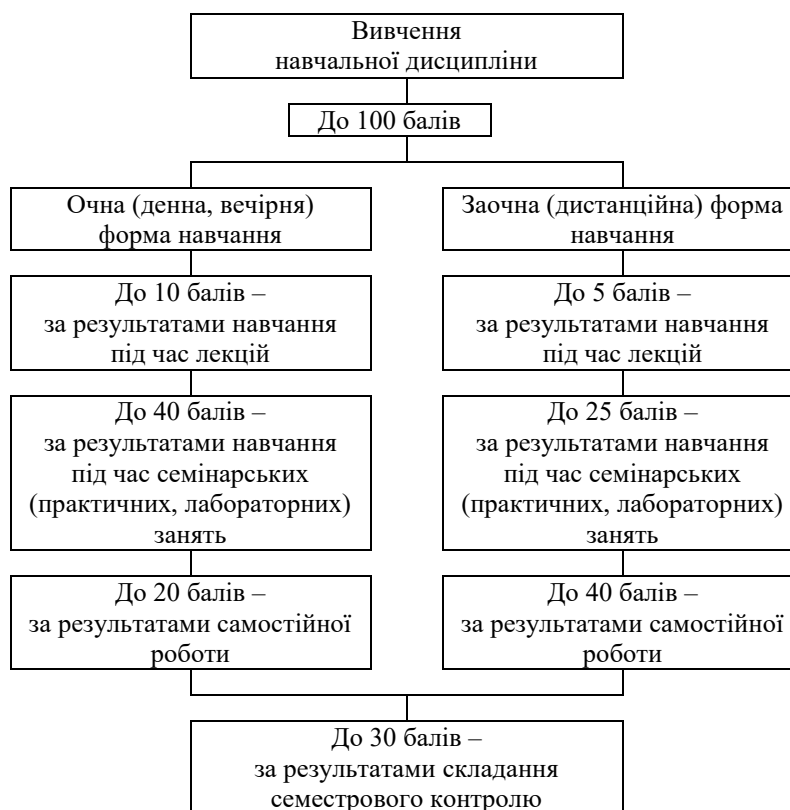 Вивчення
навчальної дисципліни
До 100 балів
Очна (денна, вечірня)
форма навчання
До 10 балів –
за результатами навчання
під час лекцій
До 40 балів –
за результатами навчання
під час семінарських
(практичних, лабораторних)
занять
До 20 балів –
за результатами самостійної
роботи
Заочна (дистанційна) форма
навчання
До 5 балів –
за результатами навчання
під час лекцій
До 25 балів –
за результатами навчання
під час семінарських
(практичних, лабораторних)
занять
До 40 балів –
за результатами самостійної
роботи
До 30 балів –
за результатами складання
семестрового контролю